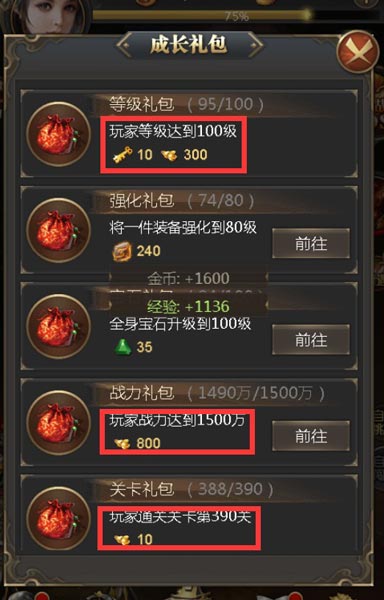 75%
成长礼包
等级礼包 (95/100)
玩家等级达到100级
10 300
强化礼包 (74/80)
将一件装备强化到80级
240
前往
金币: +1600
经验: +1136
全身宝石升级到100级
35
前往
战力礼包 (1490万/1500万)
玩家战力达到1500万
800
前往
关卡礼包 (388/390)
玩家通关关卡第390关
10